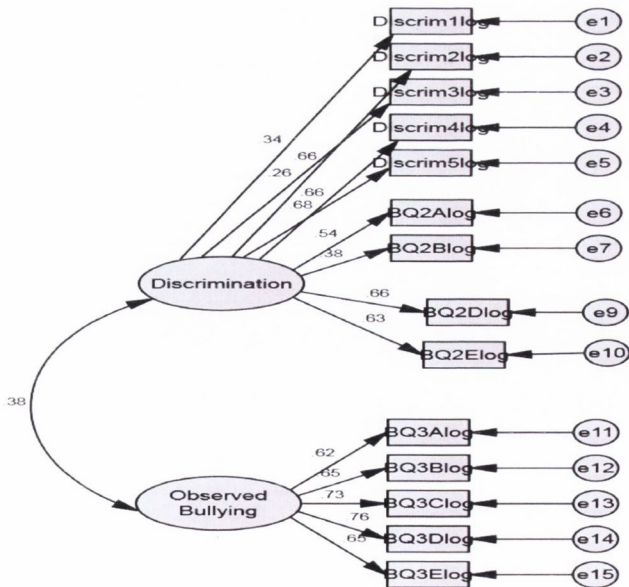 Discrim1log e1
Discrim2log e2
Discrim3log e3
.34
Discrim4log e4
.66
.26
Discrim5log e5
.66
.68
BQ2Alog e6
.54
BQ2Blog e7
.38
Discrimination
.66
BQ2Dlog e9
.63
BQ2Elog e10
.38
BQ3Alog e11
.62
BQ3Blog e12
.65
Observed
Bullying
.73
BQ3Clog e13
.76
BQ3Dlog e14
.65
BQ3Elog e15